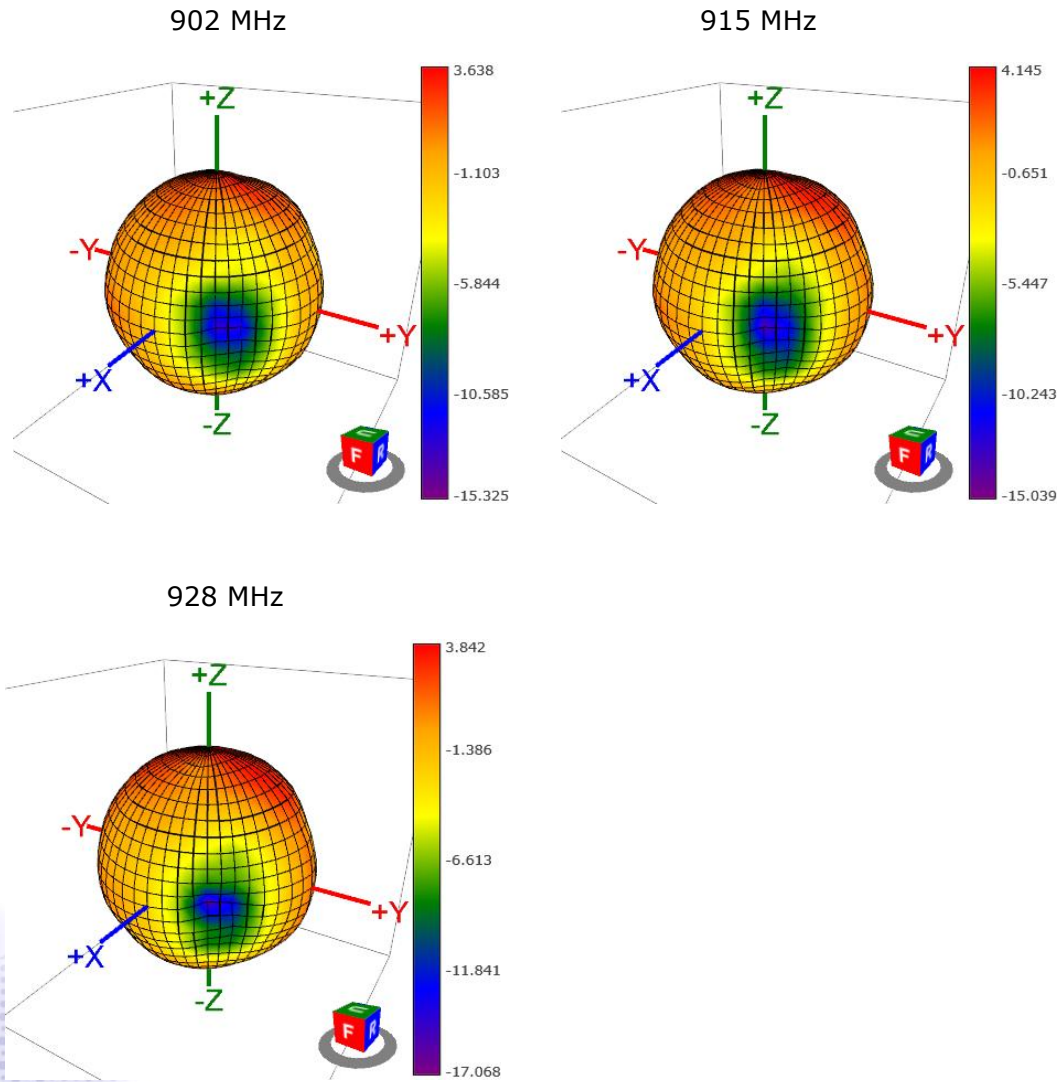 902 MHz
915 MHz
3.638
-1.103
-5.844
-10.585
-15.325
+Z
-Y
+Y
+X
-Z
F
R
4.145
-0.651
-5.447
-10.243
-15.039
+Z
-Y
+Y
+X
-Z
F
R
928 MHz
3.842
-1.386
-6.613
-11.841
-17.068
+Z
-Y
+Y
+X
-Z
F
R